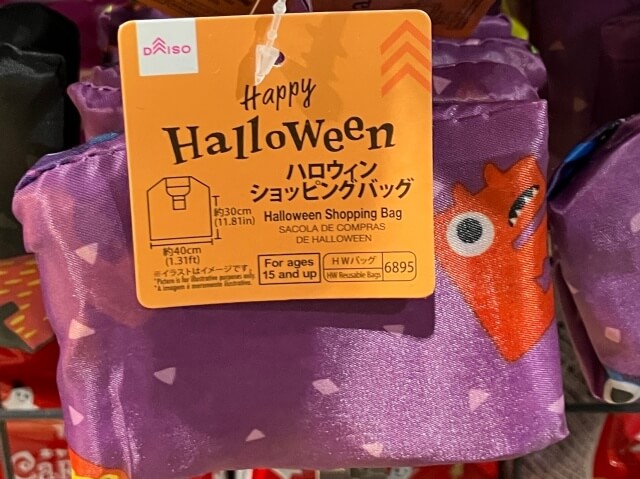 DAISO
Happy
Halloween
ハロウィン
ショッピングバッグ
Halloween Shopping Bag
SACOLA DE COMPRAS
DE HALLOWEEN
約30cm
(11.81in)
約40cm
(1.31ft)
※イラストはイメージです
*Picture is for illustrative purposes only.
*A imagem é meramente ilustrativa.
For ages
15 and up
HWバッグ
HW Reusable Bags
6895